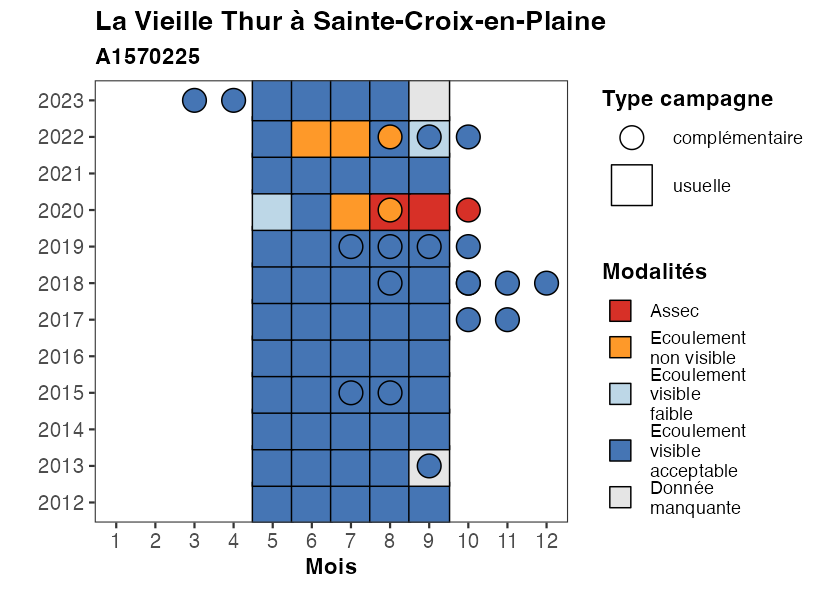 La Vieille Thur à Sainte-Croix-en-Plaine
A1570225
2023
2022
2021
2020
2019
2018
2017
2016
2015
2014
2013
2012
1 2 3 4 5 6 7 8 9 10 11 12
Mois
Type campagne
complémentaire
usuelle
Modalités
Assec
Ecoulement
non visible
Ecoulement
visible
faible
Ecoulement
visible
acceptable
Donnée
manquante